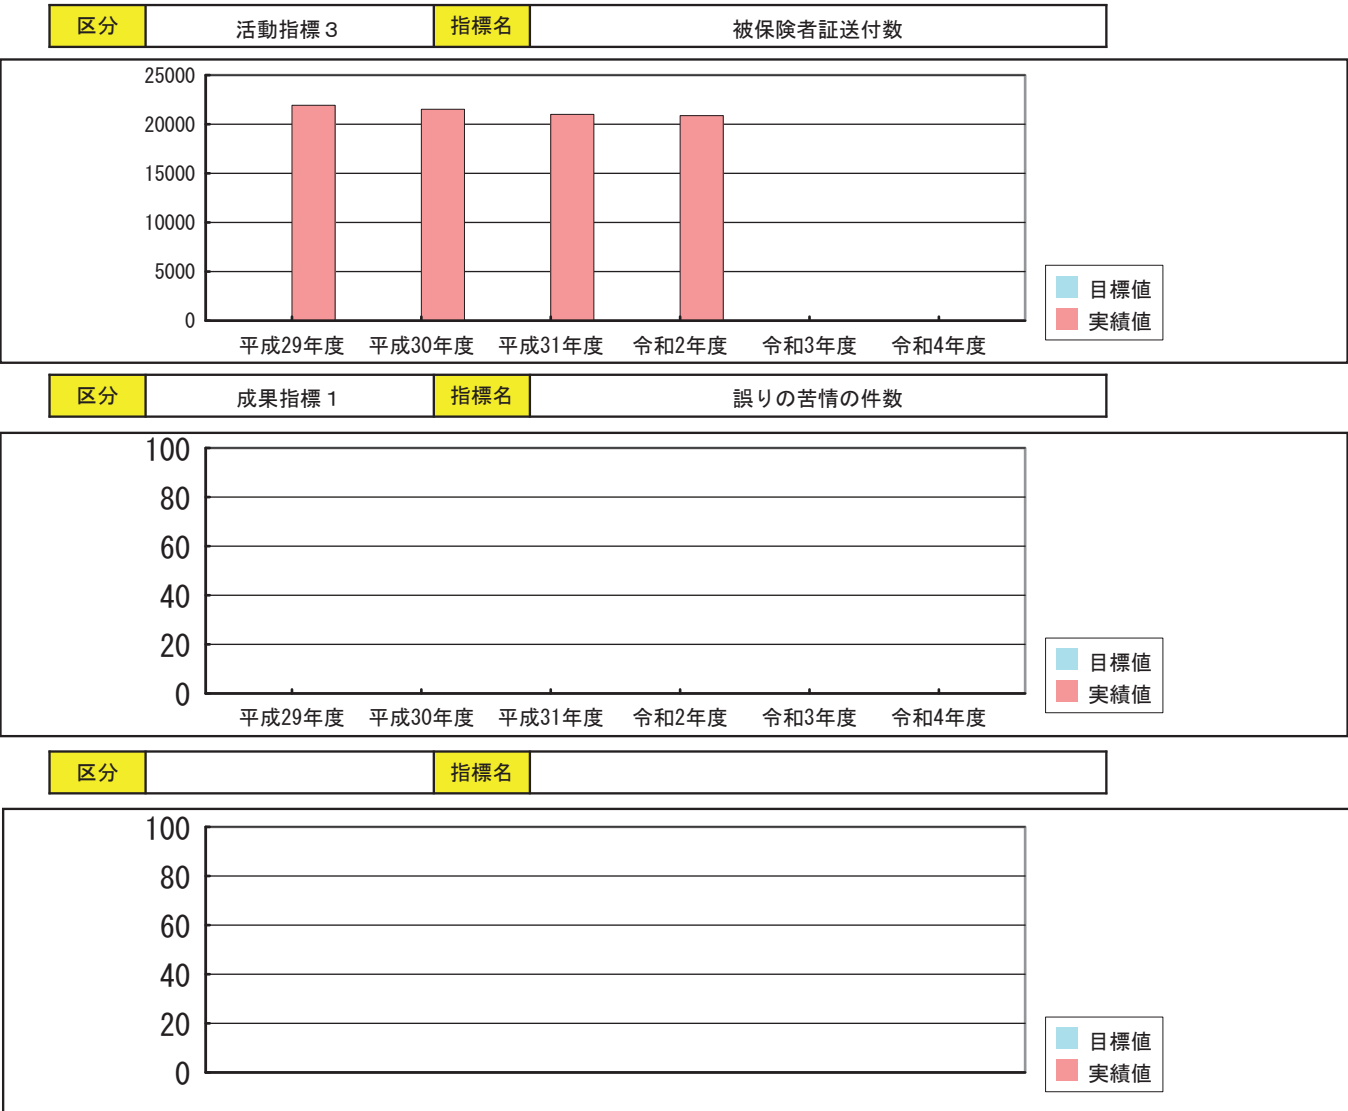 区分 活動指標３ 指標名 被保険者証送付数
25000
20000
15000
10000
5000
0
平成29年度 平成30年度 平成31年度 令和2年度 令和3年度 令和4年度
目標値
実績値
区分 成果指標１ 指標名 誤りの苦情の件数
100
80
60
40
20
0
平成29年度 平成30年度 平成31年度 令和2年度 令和3年度 令和4年度
目標値
実績値
区分 指標名
100
80
60
40
20
0
目標値
実績値